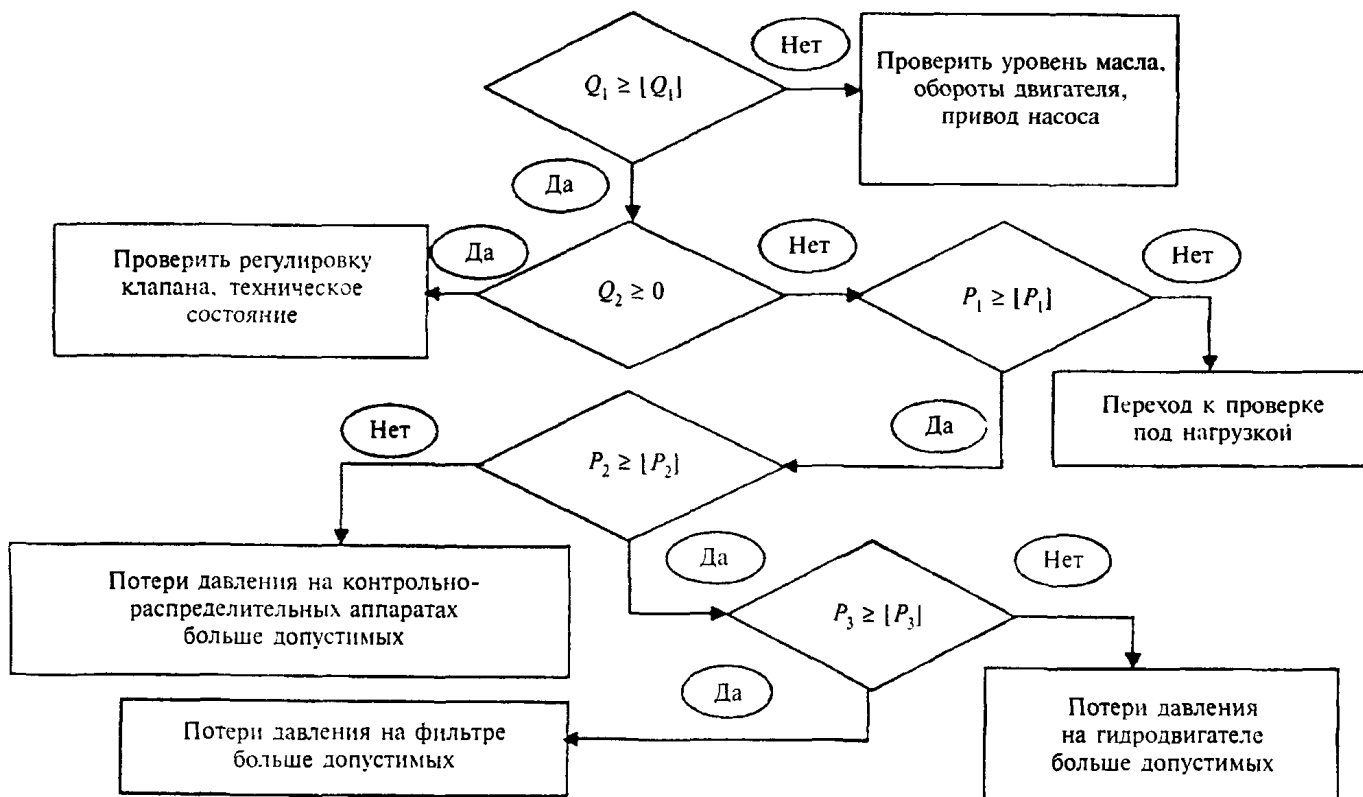 Нет
Q₁ ≥ [Q₁]
Проверить уровень масла,
обороты двигателя,
привод насоса
Да
Проверить регулировку
клапана, техническое
состояние
Да
Q₂ ≥ 0
Нет
P₁ ≥ [P₁]
Нет
Переход к проверке
под нагрузкой
Да
Нет
P₂ ≥ [P₂]
Потери давления на контрольно-
распределительных аппаратах
больше допустимых
Да
P₃ ≥ [P₃]
Нет
Да
Потери давления на фильтре
больше допустимых
Потери давления
на гидродвигателе
больше допустимых